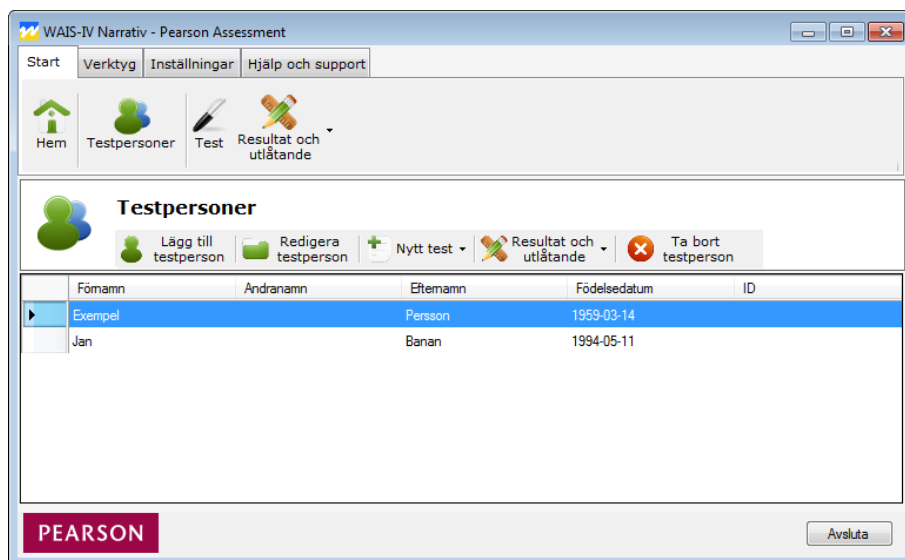 WAIS-IV Narrativ - Pearson Assessment
Start Verktyg Inställningar Hjälp och support
Hem Testpersoner Test Resultat och
utlåtande
Testpersoner
Lägg till
testperson
Redigera
testperson
Nytt test
Resultat och
utlåtande
Ta bort
testperson
Förnamn Andranamn Efternamn Födelsedatum ID
Exempel Persson 1959-03-14
Jan Banan 1994-05-11
PEARSON
Avsluta